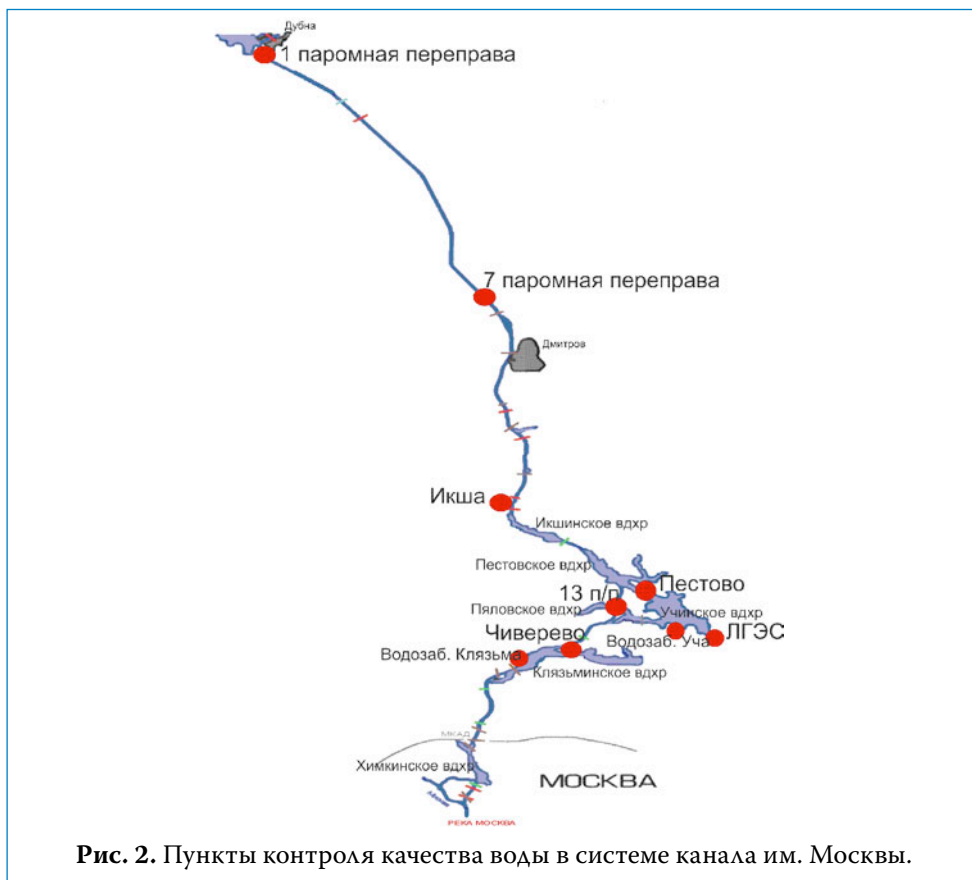 Дубна
1 паромная переправа
7 паромная переправа
Дмитров
Икша
Икшинское вдхр
Пестовское вдхр
Пестово
13 п/п
Пяловское вдхр
Учинское вдхр
Чиверево
ЛГЭС
Водозаб. Уча
Водозаб. Клязьма
Клязьминское вдхр
МКАД
Химкинское вдхр
МОСКВА
РЕКА МОСКВА
Рис. 2. Пункты контроля качества воды в системе канала им. Москвы.